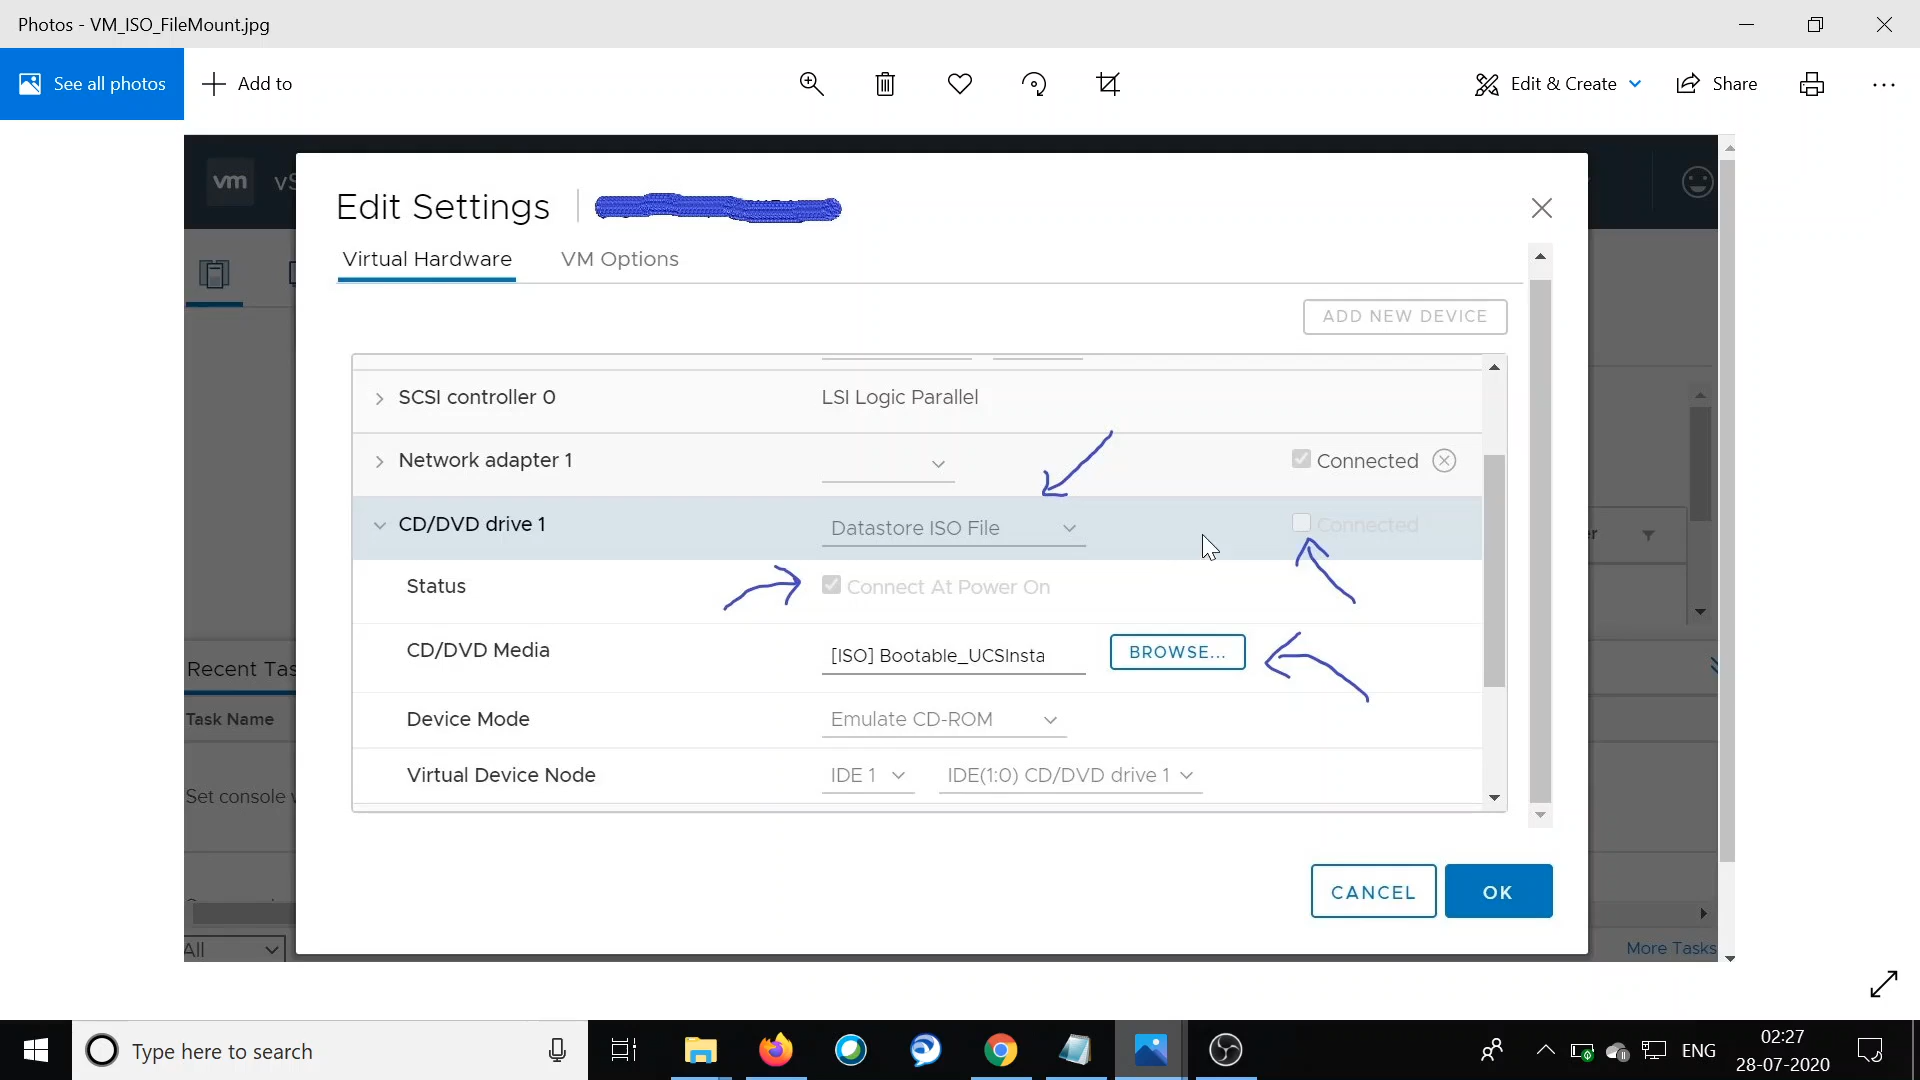 Photos - VM_ISO_FileMount.jpg
See all photos
Add to
Edit & Create
Share
vm
Edit Settings
Virtual Hardware
VM Options
ADD NEW DEVICE
SCSI controller 0
LSI Logic Parallel
Network adapter 1
Connected
CD/DVD drive 1
Datastore ISO File
Connected
Status
Connect At Power On
CD/DVD Media
[ISO] Bootable_UCSInsta
BROWSE...
Device Mode
Emulate CD-ROM
Virtual Device Node
IDE 1
IDE(1:0) CD/DVD drive 1
Recent Tas
Task Name
Set console
All
CANCEL
OK
More Tasks
Type here to search
ENG
02:27
28-07-2020